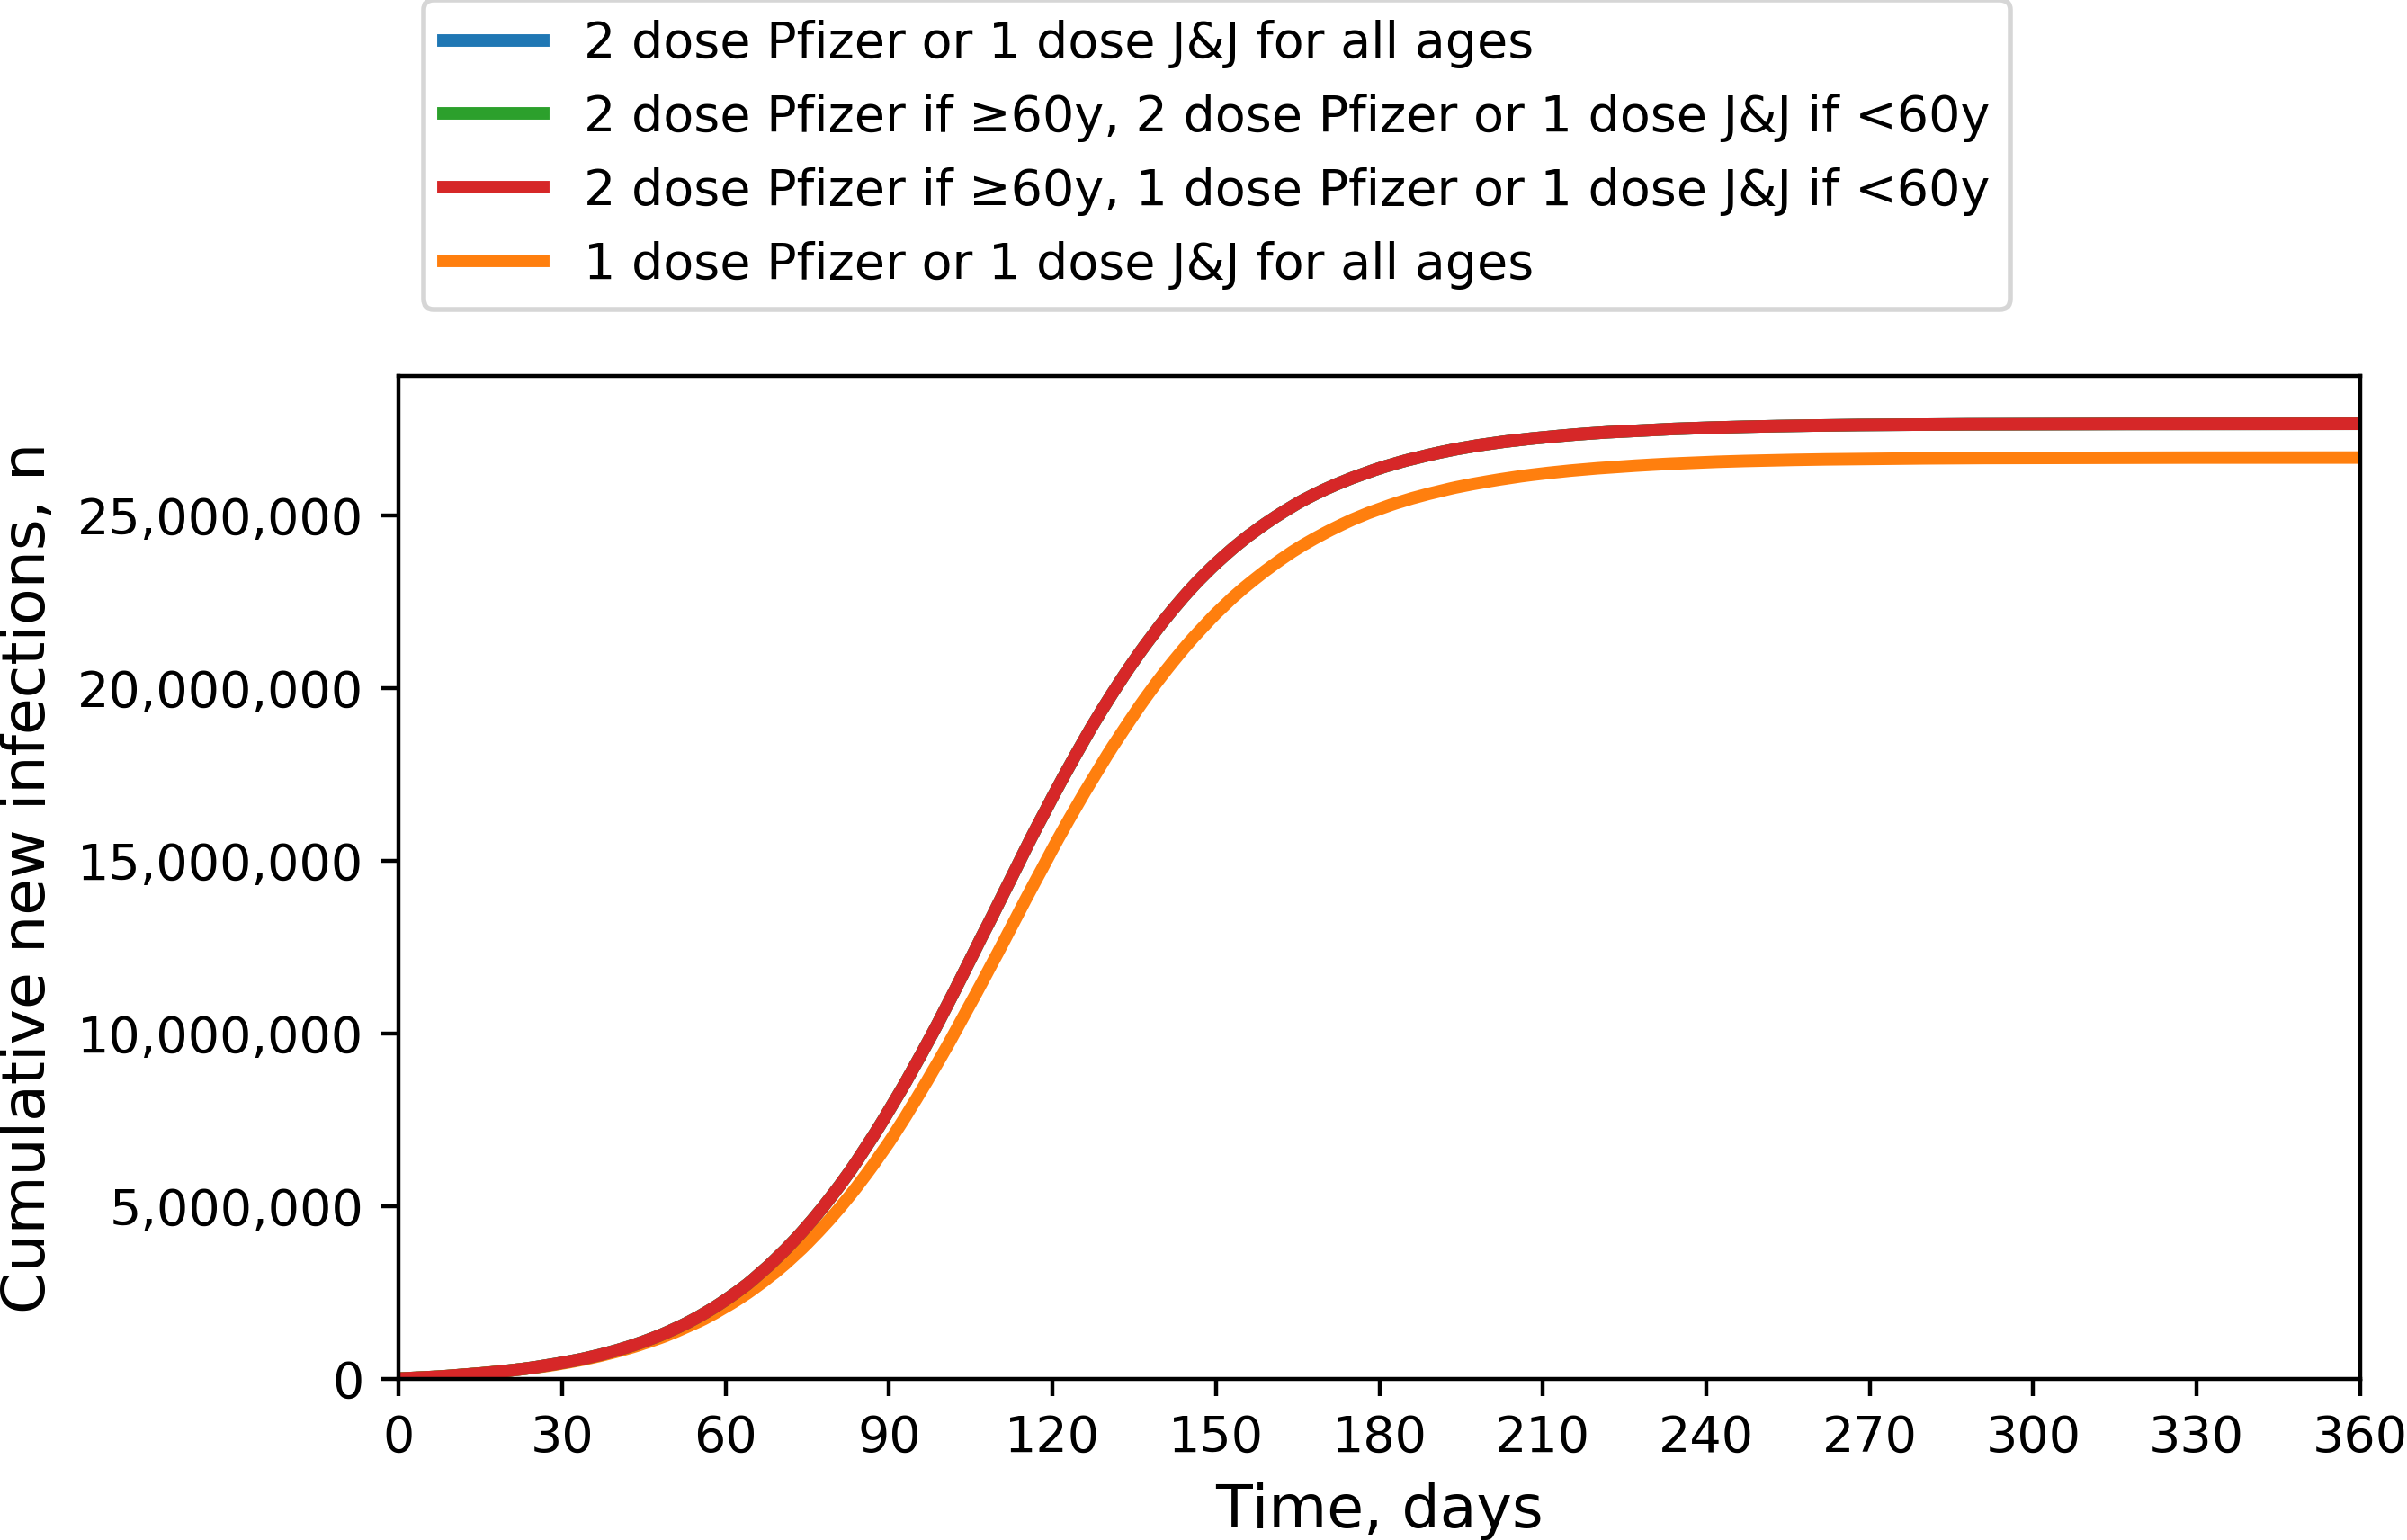 2 dose Pfizer or 1 dose J&J for all ages
2 dose Pfizer if ≥60y, 2 dose Pfizer or 1 dose J&J if <60y
2 dose Pfizer if ≥60y, 1 dose Pfizer or 1 dose J&J if <60y
1 dose Pfizer or 1 dose J&J for all ages
Cumulative new infections, n
25,000,000
20,000,000
15,000,000
10,000,000
5,000,000
0
0 30 60 90 120 150 180 210 240 270 300 330 360
Time, days